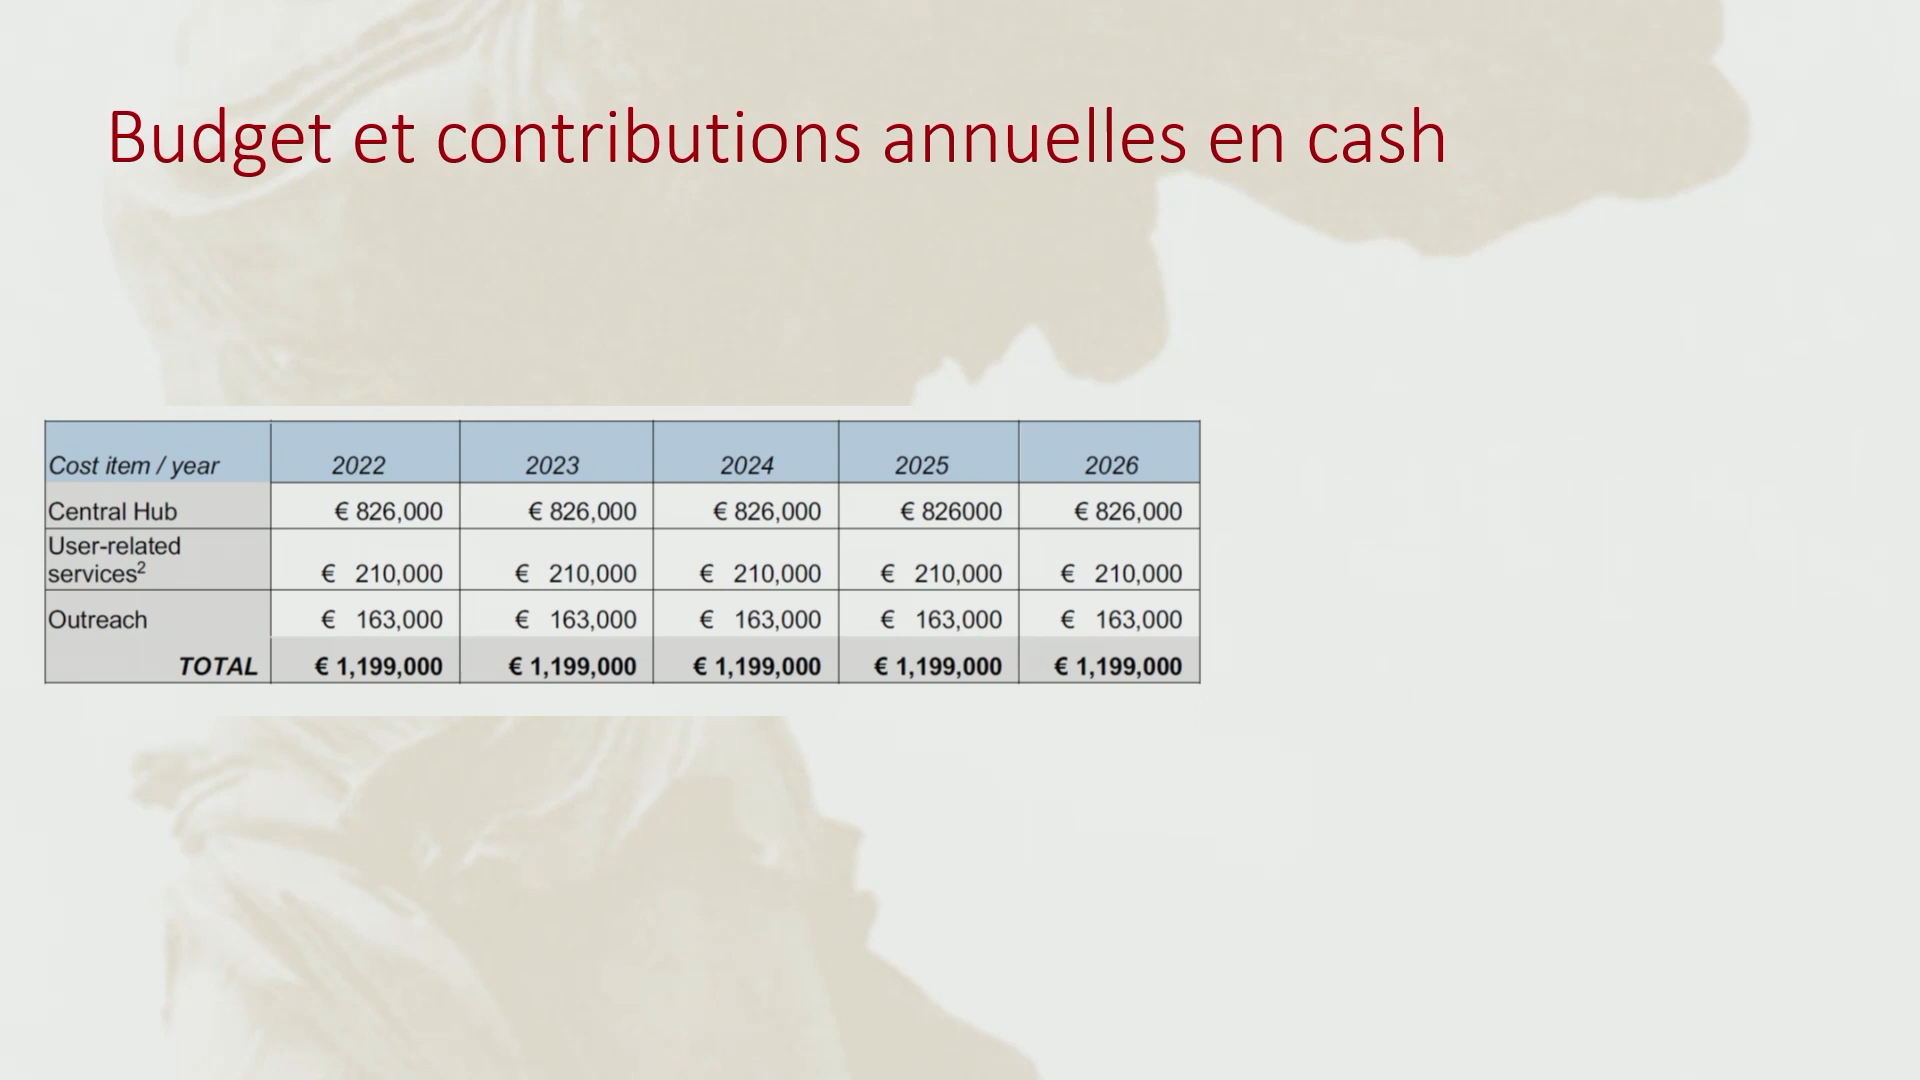 Budget et contributions annuelles en cash
Cost item / year 2022 2023 2024 2025 2026
Central Hub € 826,000 € 826,000 € 826,000 € 826000 € 826,000
User-related
services² € 210,000 € 210,000 € 210,000 € 210,000 € 210,000
Outreach € 163,000 € 163,000 € 163,000 € 163,000 € 163,000
TOTAL € 1,199,000 € 1,199,000 € 1,199,000 € 1,199,000 € 1,199,000